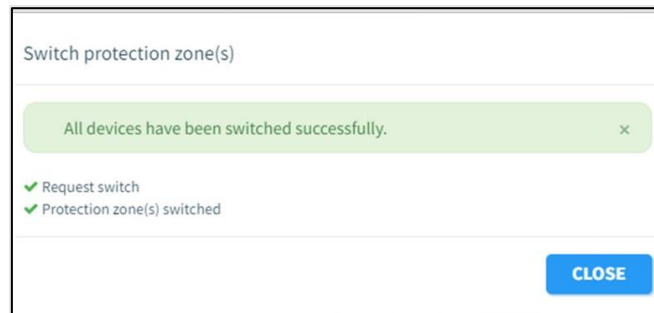 Switch protection zone(s)
All devices have been switched successfully. ×
✔ Request switch
✔ Protection zone(s) switched
CLOSE